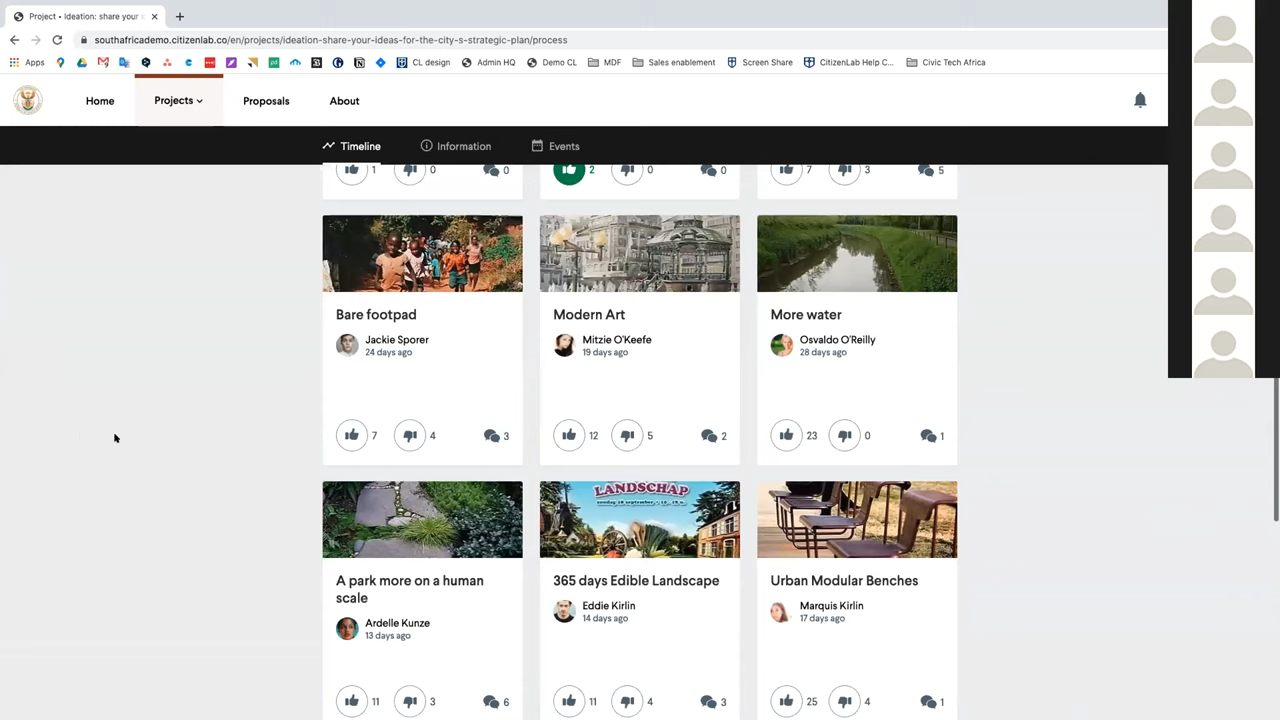 Project • Ideation: share your i
southafricademo.citizenlab.co/en/projects/ideation-share-your-ideas-for-the-city-s-strategic-plan/process
Apps
CL design
Admin HQ
Demo CL
MDF
Sales enablement
Screen Share
CitizenLab Help C...
Civic Tech Africa
Home
Projects
Proposals
About
Timeline
Information
Events
1 0 0
2 0 0
7 3 5
Bare footpad
Jackie Sporer
24 days ago
7 4 3
Modern Art
Mitzie O'Keefe
19 days ago
12 5 2
More water
Osvaldo O'Reilly
28 days ago
23 0 1
A park more on a human
scale
Ardelle Kunze
13 days ago
11 3 6
LANDSCHAP
365 days Edible Landscape
Eddie Kirlin
14 days ago
11 4 3
Urban Modular Benches
Marquis Kirlin
17 days ago
25 4 1